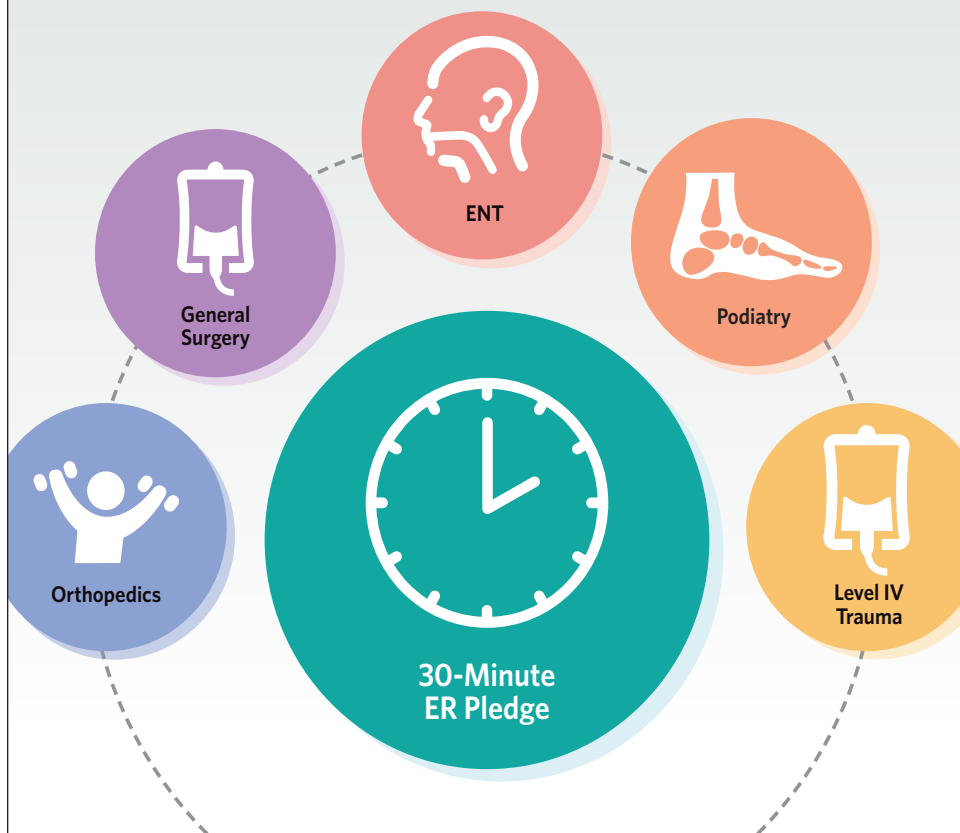 ENT
General
Surgery
Podiatry
Orthopedics
Level IV
Trauma
30-Minute
ER Pledge